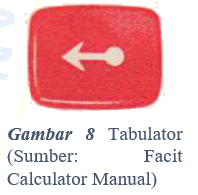 Gambar 8 Tabulator
(Sumber: Facit
Calculator Manual)